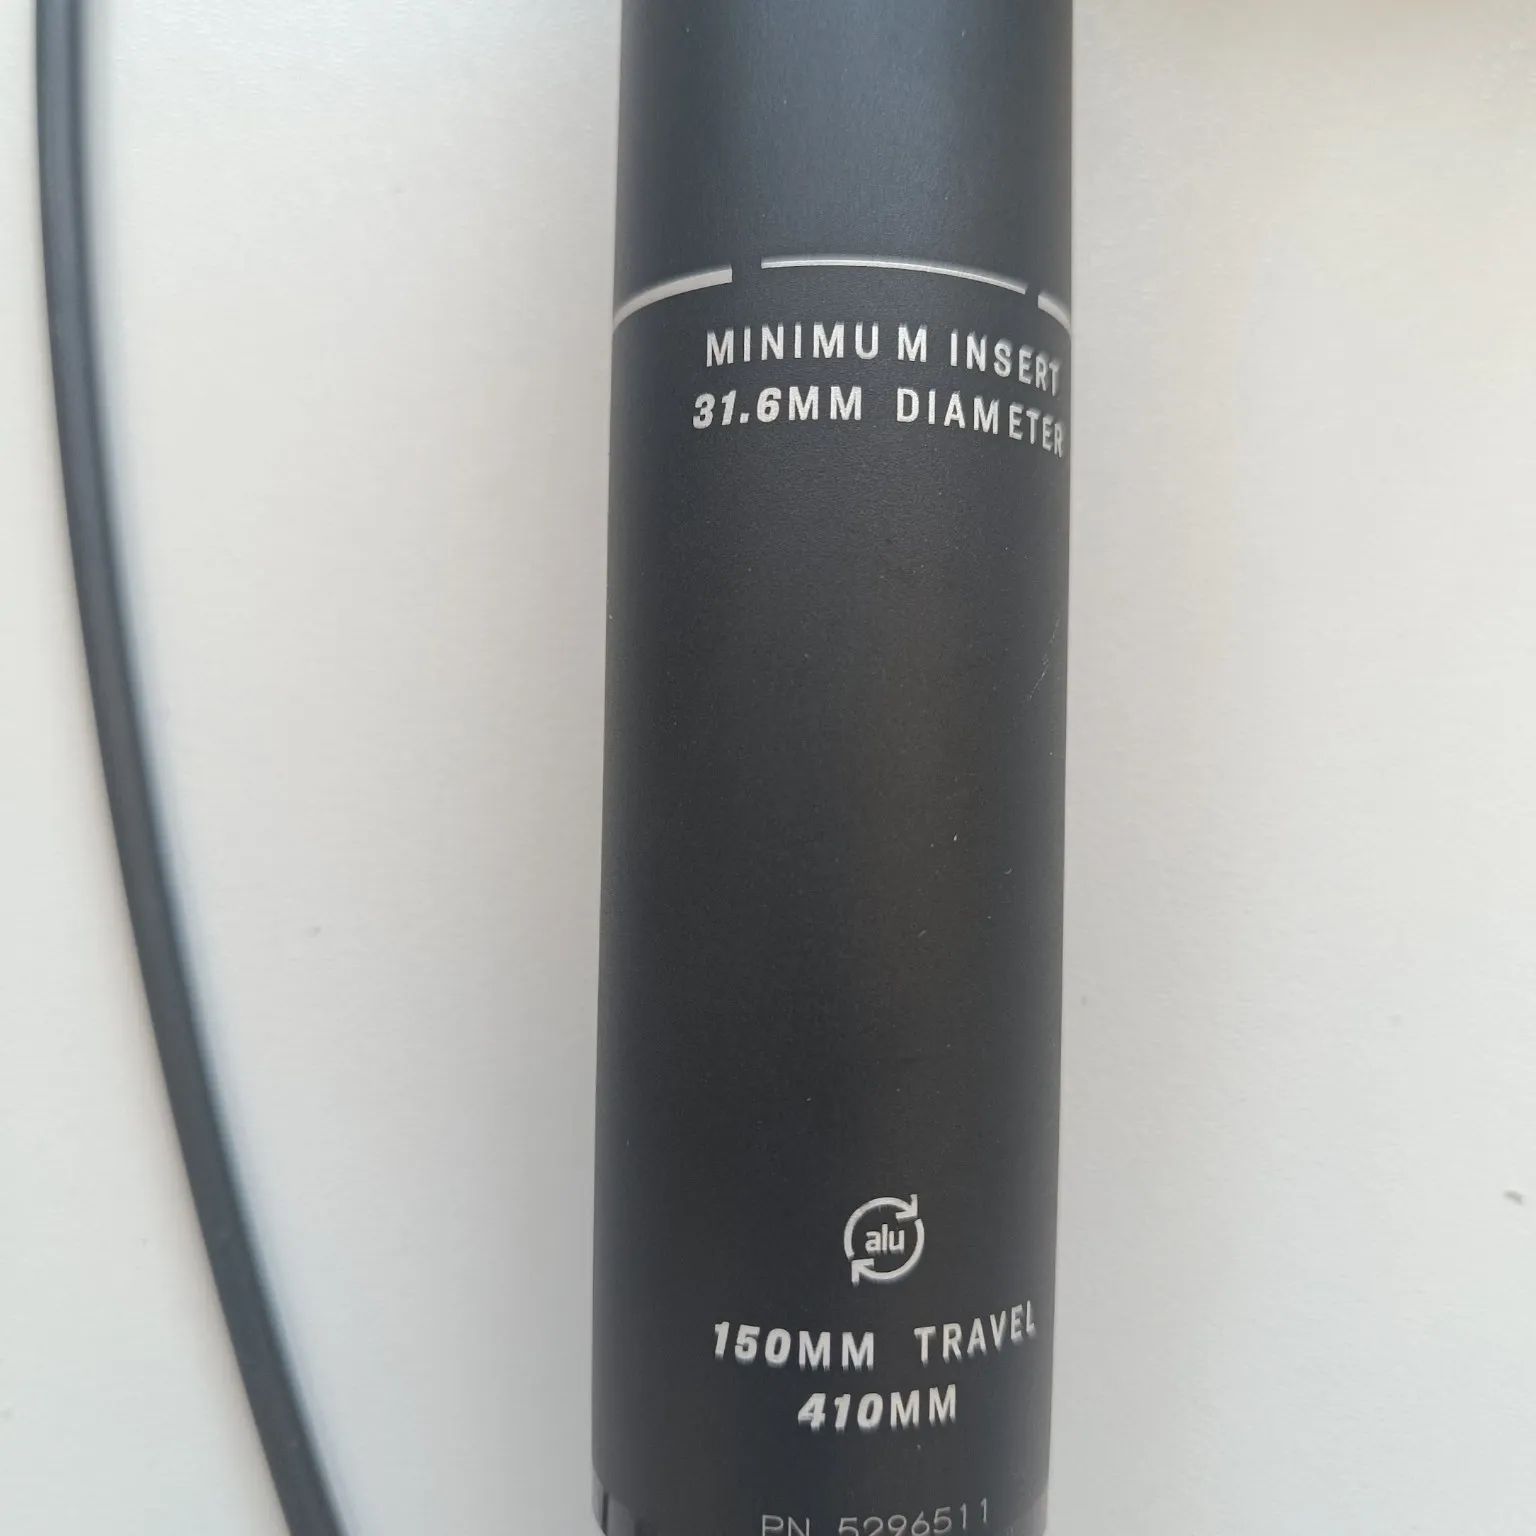 MINIMUM INSERT
31.6MM DIAMETER
alu
150MM TRAVEL
410MM
PN 5296511